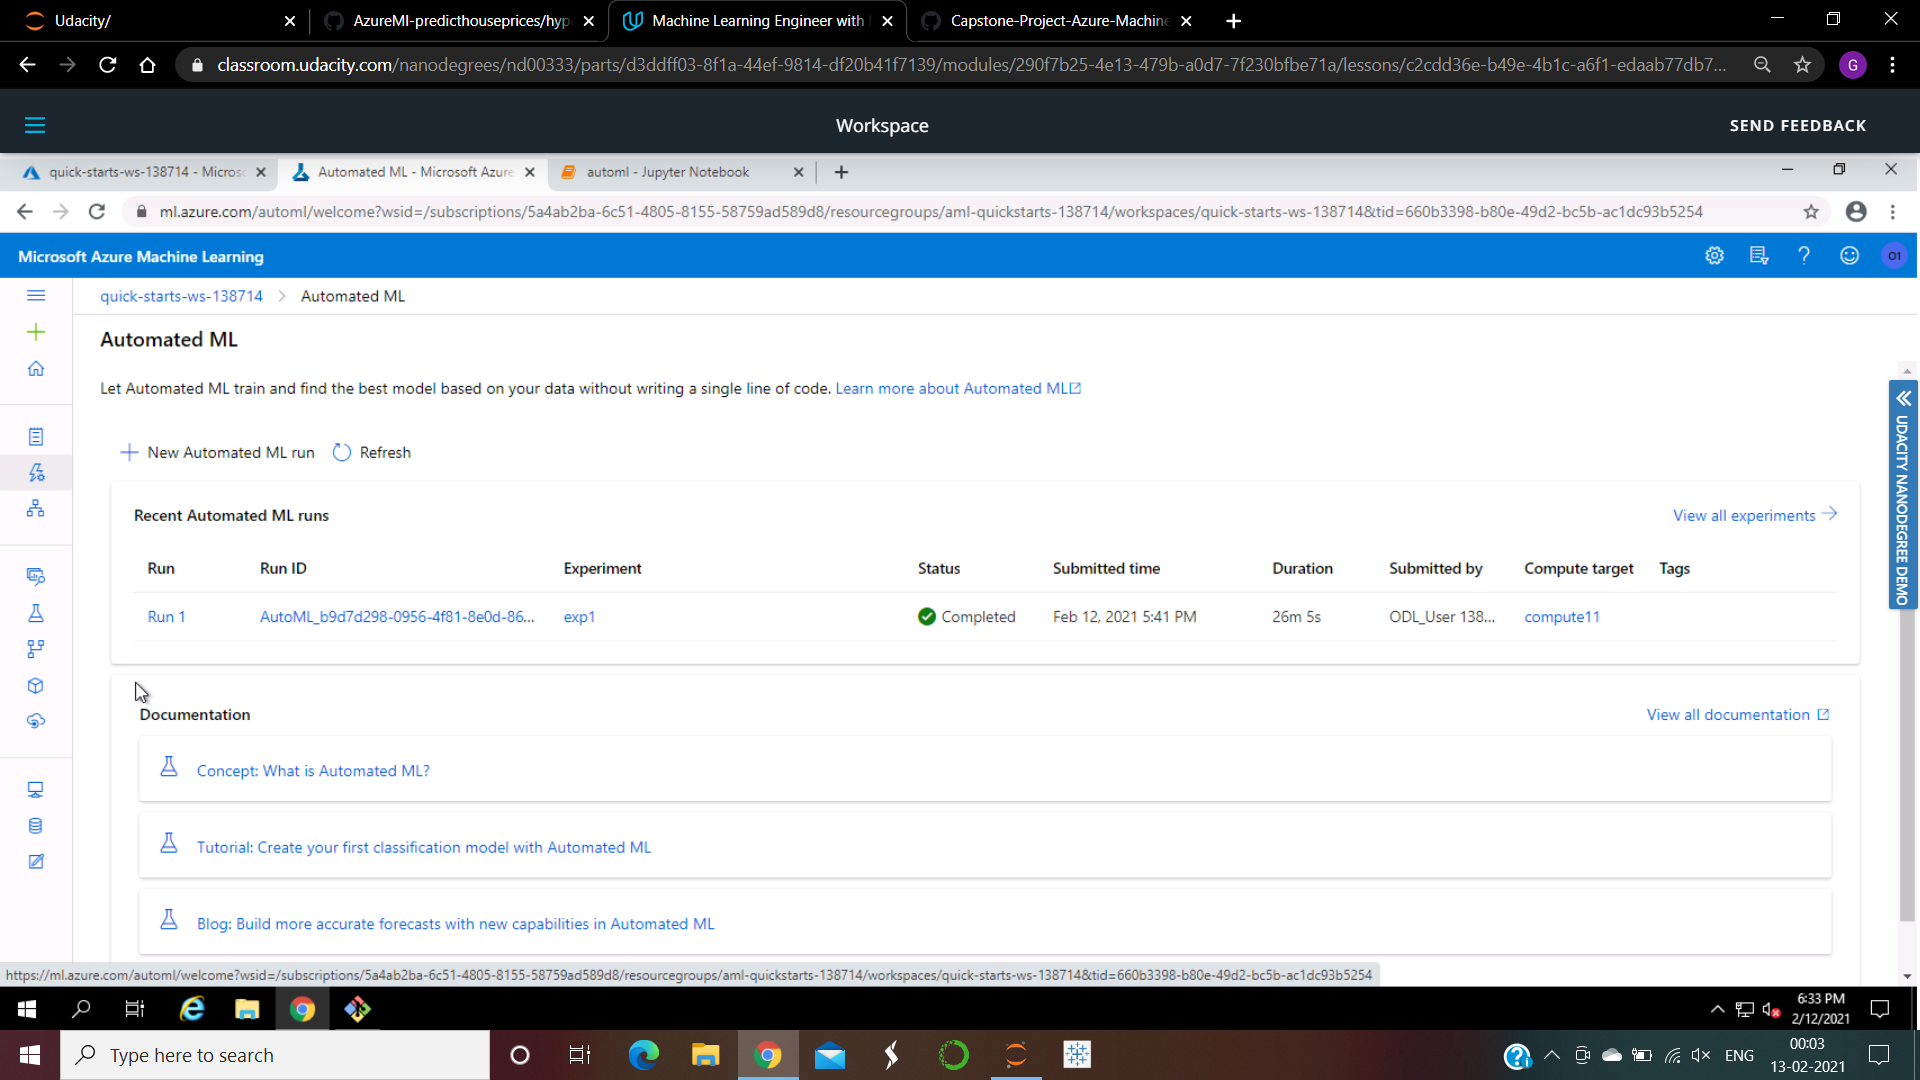 Udacity/
AzureMl-predicthouseprices/hyp
Machine Learning Engineer with
Capstone-Project-Azure-Machine
classroom.udacity.com/nanodegrees/nd00333/parts/d3ddff03-8f1a-44ef-9814-df20b41f7139/modules/290f7b25-4e13-479b-a0d7-7f230bfbe71a/lessons/c2cdd36e-b49e-4b1c-a6f1-edaab77db7...
G
Workspace
SEND FEEDBACK
quick-starts-ws-138714 - Micros
Automated ML - Microsoft Azure
automl - Jupyter Notebook
ml.azure.com/automl/welcome?wsid=/subscriptions/5a4ab2ba-6c51-4805-8155-58759ad589d8/resourcegroups/aml-quickstarts-138714/workspaces/quick-starts-ws-138714&tid=660b3398-b80e-49d2-bc5b-ac1dc93b5254
Microsoft Azure Machine Learning
O1
quick-starts-ws-138714 > Automated ML
Automated ML
Let Automated ML train and find the best model based on your data without writing a single line of code. Learn more about Automated ML
New Automated ML run
Refresh
UDACITY NANODEGREE DEMO
Recent Automated ML runs
View all experiments
Run Run ID Experiment Status Submitted time Duration Submitted by Compute target Tags
Run 1 AutoML_b9d7d298-0956-4f81-8e0d-86... exp1 Completed Feb 12, 2021 5:41 PM 26m 5s ODL_User 138... compute11
Documentation
View all documentation
Concept: What is Automated ML?
Tutorial: Create your first classification model with Automated ML
Blog: Build more accurate forecasts with new capabilities in Automated ML
https://ml.azure.com/automl/welcome?wsid=/subscriptions/5a4ab2ba-6c51-4805-8155-58759ad589d8/resourcegroups/aml-quickstarts-138714/workspaces/quick-starts-ws-138714&tid=660b3398-b80e-49d2-bc5b-ac1dc93b5254
6:33 PM
2/12/2021
Type here to search
ENG
00:03
13-02-2021